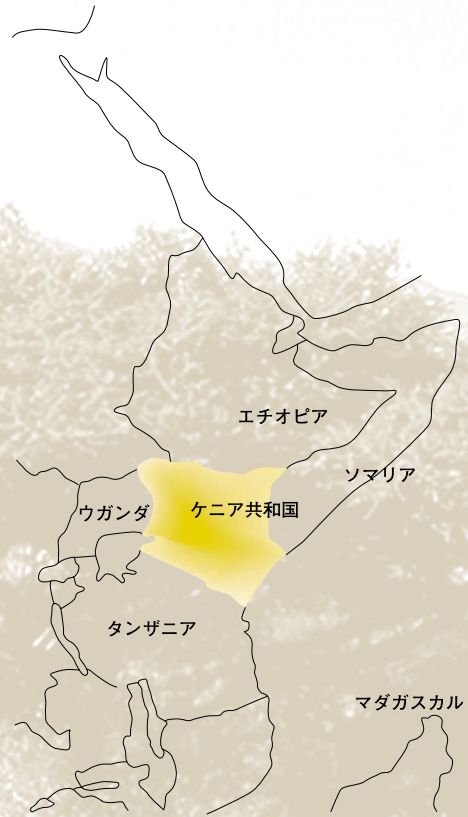 エチオピア
ソマリア
ウガンダ
ケニア共和国
タンザニア
マダガスカル